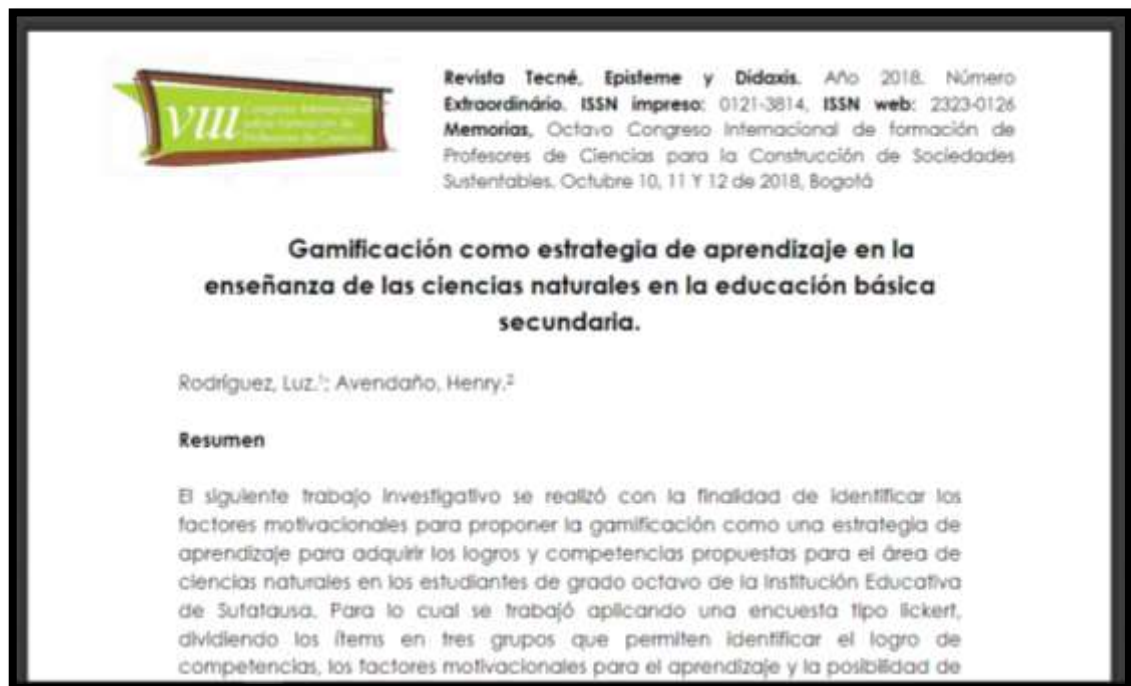 VIII
Revista Tecné, Episteme y Didaxis. Año 2018. Número
Extraordinário. ISSN impreso: 0121-3814, ISSN web: 2323-0126
Memorias, Octavo Congreso Internacional de formación de
Profesores de Ciencias para la Construcción de Sociedades
Sustentables. Octubre 10, 11 Y 12 de 2018, Bogotá
Gamificación como estrategia de aprendizaje en la
enseñanza de las ciencias naturales en la educación básica
secundaria.
Rodríguez, Luz.¹; Avendaño, Henry.²
Resumen
El siguiente trabajo investigativo se realizó con la finalidad de identificar los
factores motivacionales para proponer la gamificación como una estrategia de
aprendizaje para adquirir los logros y competencias propuestas para el área de
ciencias naturales en los estudiantes de grado octavo de la Institución Educativa
de Sutatausa. Para lo cual se trabajó aplicando una encuesta tipo lickert,
dividiendo los ítems en tres grupos que permiten identificar el logro de
competencias, los factores motivacionales para el aprendizaje y la posibilidad de